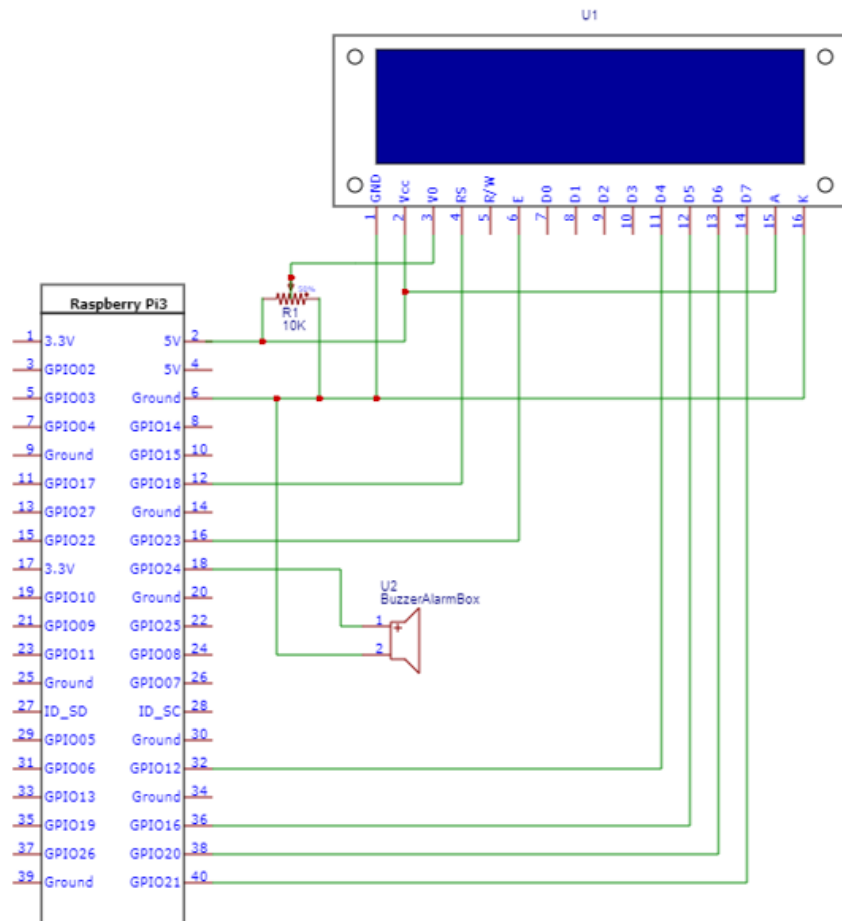 U1
GND Vcc V0 RS R/W E D0 D1 D2 D3 D4 D5 D6 D7 A K
1 2 3 4 5 6 7 8 9 10 11 12 13 14 15 16
50%
R1
10K
Raspberry Pi3
1 3.3V 5V 2
3 GPIO02 5V 4
5 GPIO03 Ground 6
7 GPIO04 GPIO14 8
9 Ground GPIO15 10
11 GPIO17 GPIO18 12
13 GPIO27 Ground 14
15 GPIO22 GPIO23 16
17 3.3V GPIO24 18
19 GPIO10 Ground 20
21 GPIO09 GPIO25 22
23 GPIO11 GPIO08 24
25 Ground GPIO07 26
27 ID_SD ID_SC 28
29 GPIO05 Ground 30
31 GPIO06 GPIO12 32
33 GPIO13 Ground 34
35 GPIO19 GPIO16 36
37 GPIO26 GPIO20 38
39 Ground GPIO21 40
U2
BuzzerAlarmBox
1
+
2